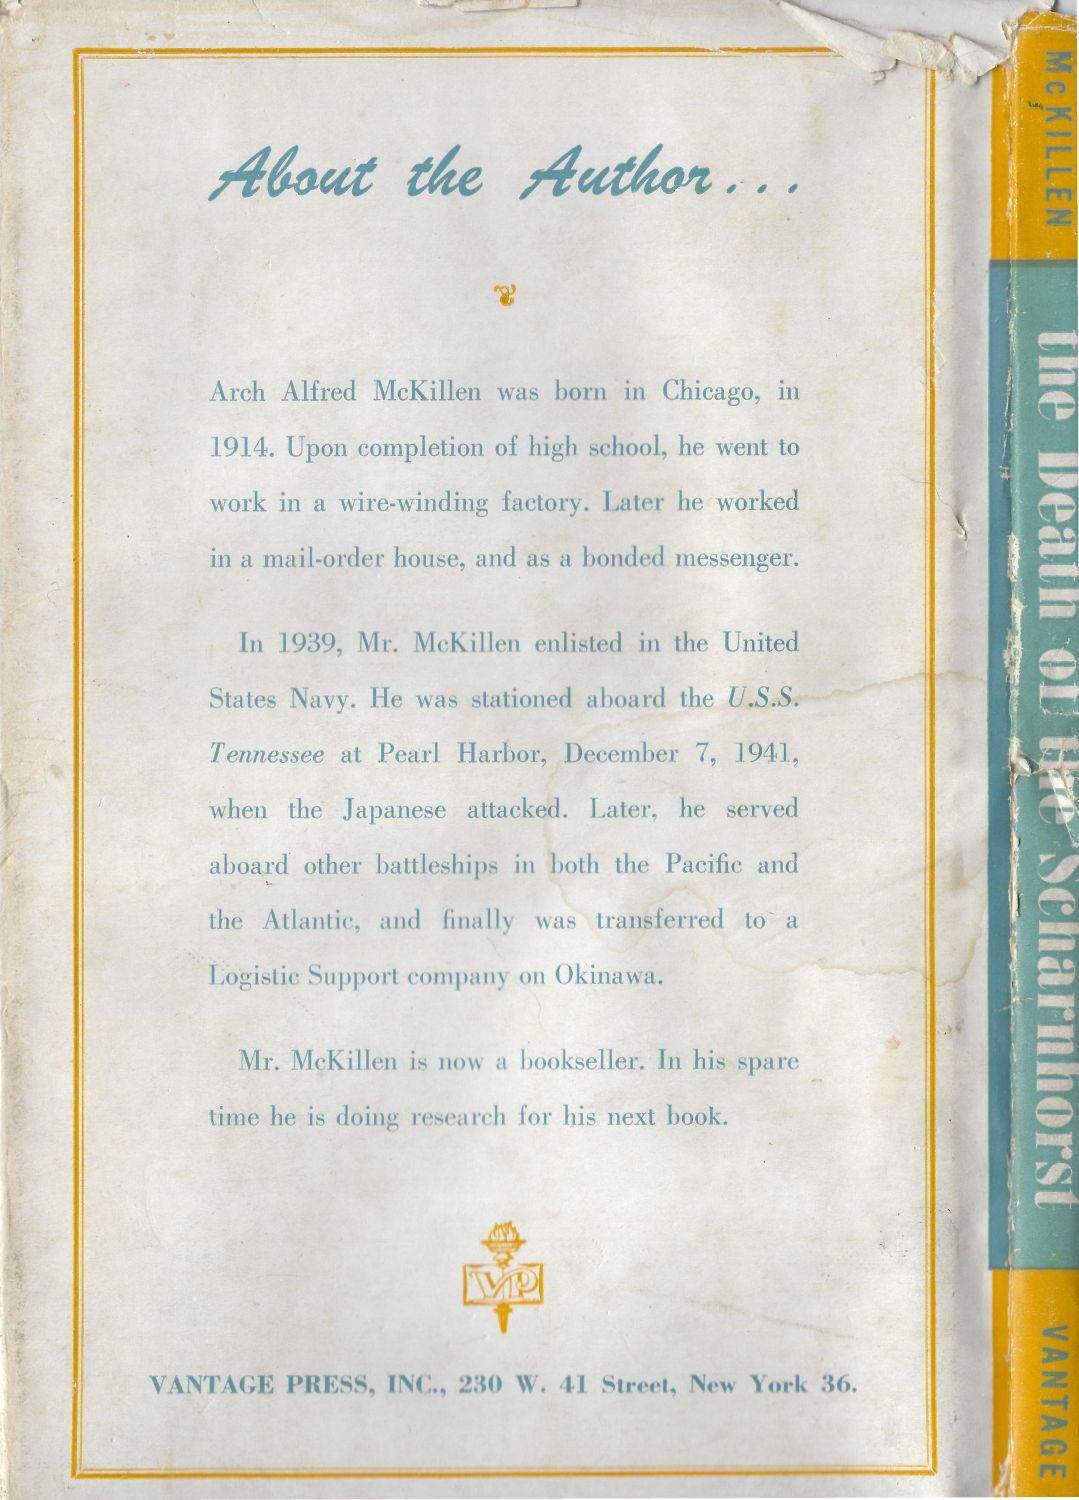 About the Author...
Arch Alfred McKillen was born in Chicago, in
1914. Upon completion of high school, he went to
work in a wire-winding factory. Later he worked
in a mail-order house, and as a bonded messenger.
In 1939, Mr. McKillen enlisted in the United
States Navy. He was stationed aboard the U.S.S.
Tennessee at Pearl Harbor, December 7, 1941,
when the Japanese attacked. Later, he served
aboard other battleships in both the Pacific and
the Atlantic, and finally was transferred to a
Logistic Support company on Okinawa.
Mr. McKillen is now a bookseller. In his spare
time he is doing research for his next book.
VP
VANTAGE PRESS, INC., 230 W. 41 Street, New York 36.
McKILLEN
the Death of the Scharnhorst
VANTAGE